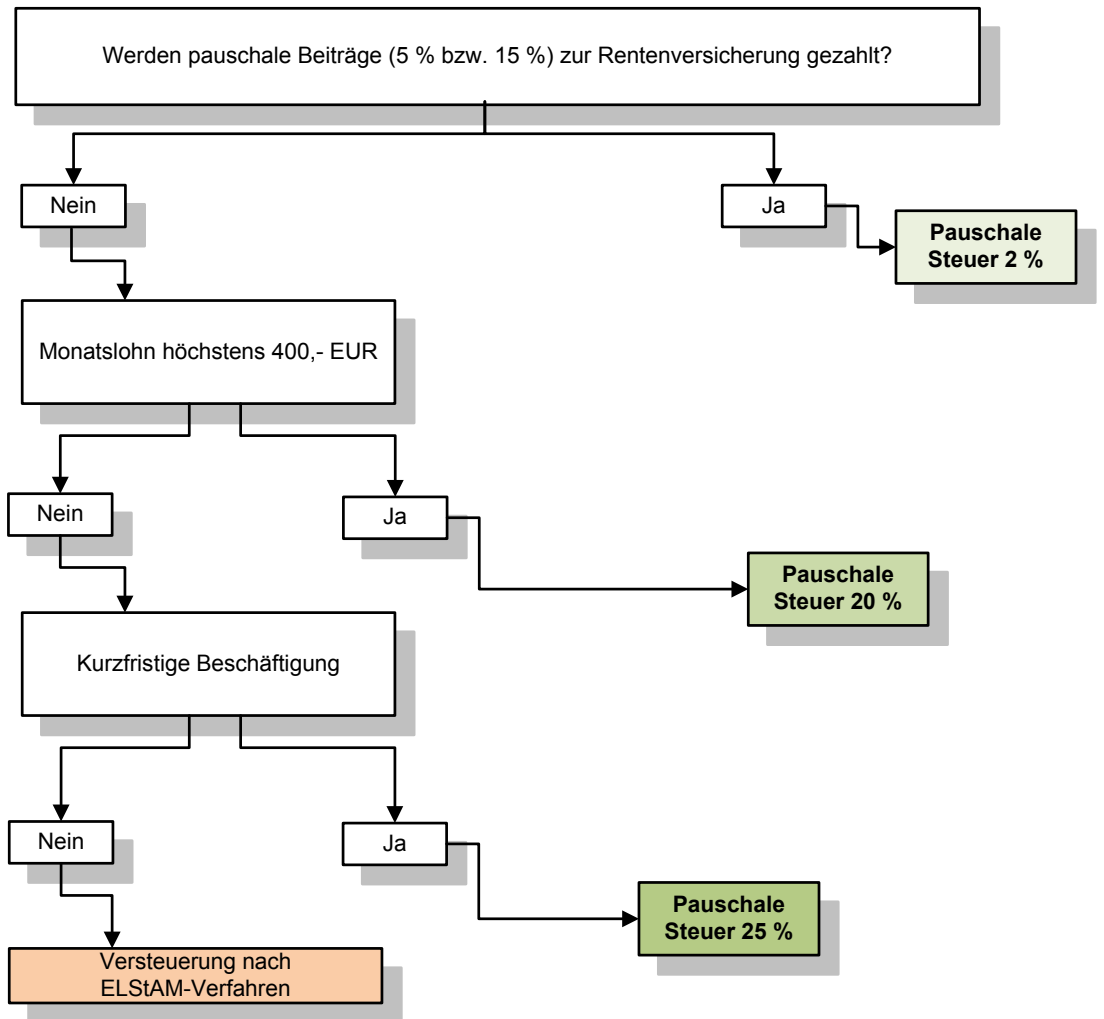 Werden pauschale Beiträge (5 % bzw. 15 %) zur Rentenversicherung gezahlt?
Nein
Ja
Pauschale
Steuer 2 %
Monatslohn höchstens 400,- EUR
Nein
Ja
Pauschale
Steuer 20 %
Kurzfristige Beschäftigung
Nein
Ja
Pauschale
Steuer 25 %
Versteuerung nach
ELStAM-Verfahren